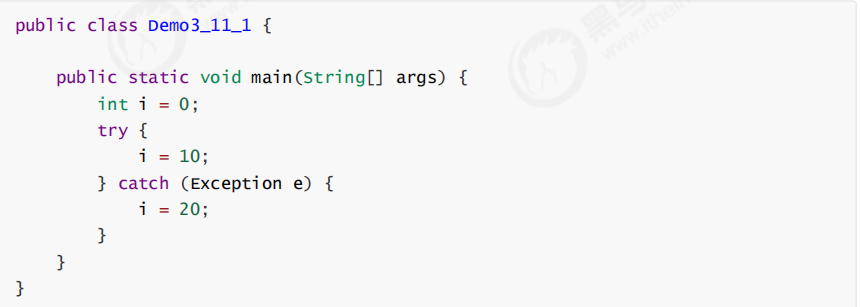 public class Demo3_11_1 {
    public static void main(String[] args) {
        int i = 0;
        try {
            i = 10;
        } catch (Exception e) {
            i = 20;
        }
    }
}